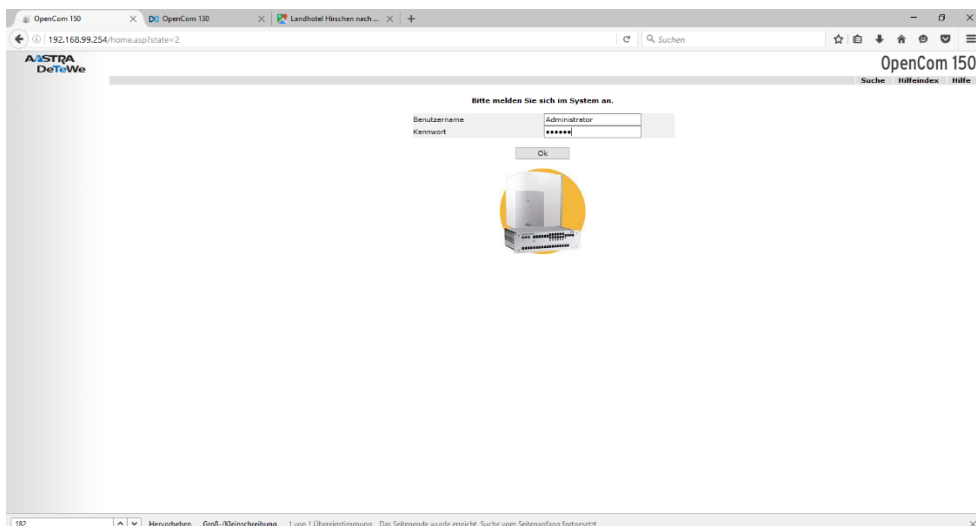 OpenCom 150
OpenCom 130
Landhotel Hirschen nach ...
192.168.99.254/home.asp?state=2
Suchen
AASTRA
DeTeWe
OpenCom 150
Suche Hilfeindex Hilfe
Bitte melden Sie sich im System an.
Benutzername Administrator
Kennwort ••••••
Ok
182 Hervorheben Groß-/Kleinschreibung 1 von 1 Übereinstimmung Das Seitenende wurde erreicht, Suche vom Seitenanfang fortgesetzt